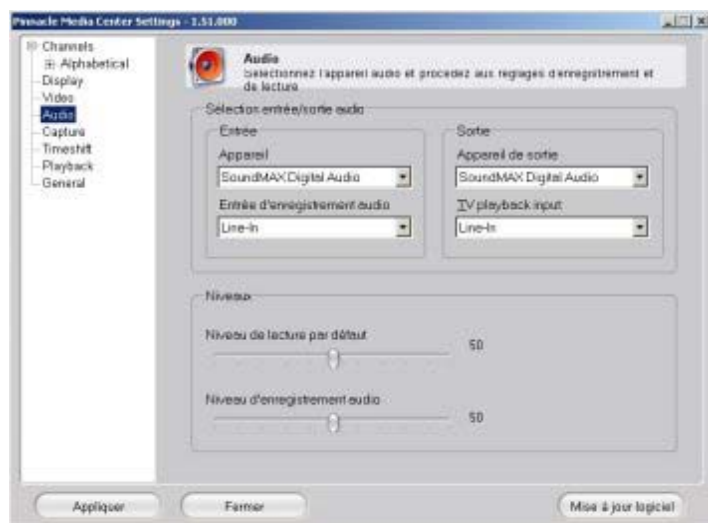 Pinnacle Media Center Settings - 1.51.000
Channels
Alphabetical
Display
Video
Audio
Capture
Timeshift
Playback
General
Audio
Sélectionnez l'appareil audio et procédez aux réglages d'enregistrement et
de lecture
Sélection entrée/sortie audio
Entrée
Appareil
SoundMAX Digital Audio
Entrée d'enregistrement audio
Line-In
Sortie
Appareil de sortie
SoundMAX Digital Audio
TV playback input
Line-In
Niveaux
Niveau de lecture par défaut
50
Niveau d'enregistrement audio
50
Appliquer
Fermer
Mise à jour logiciel